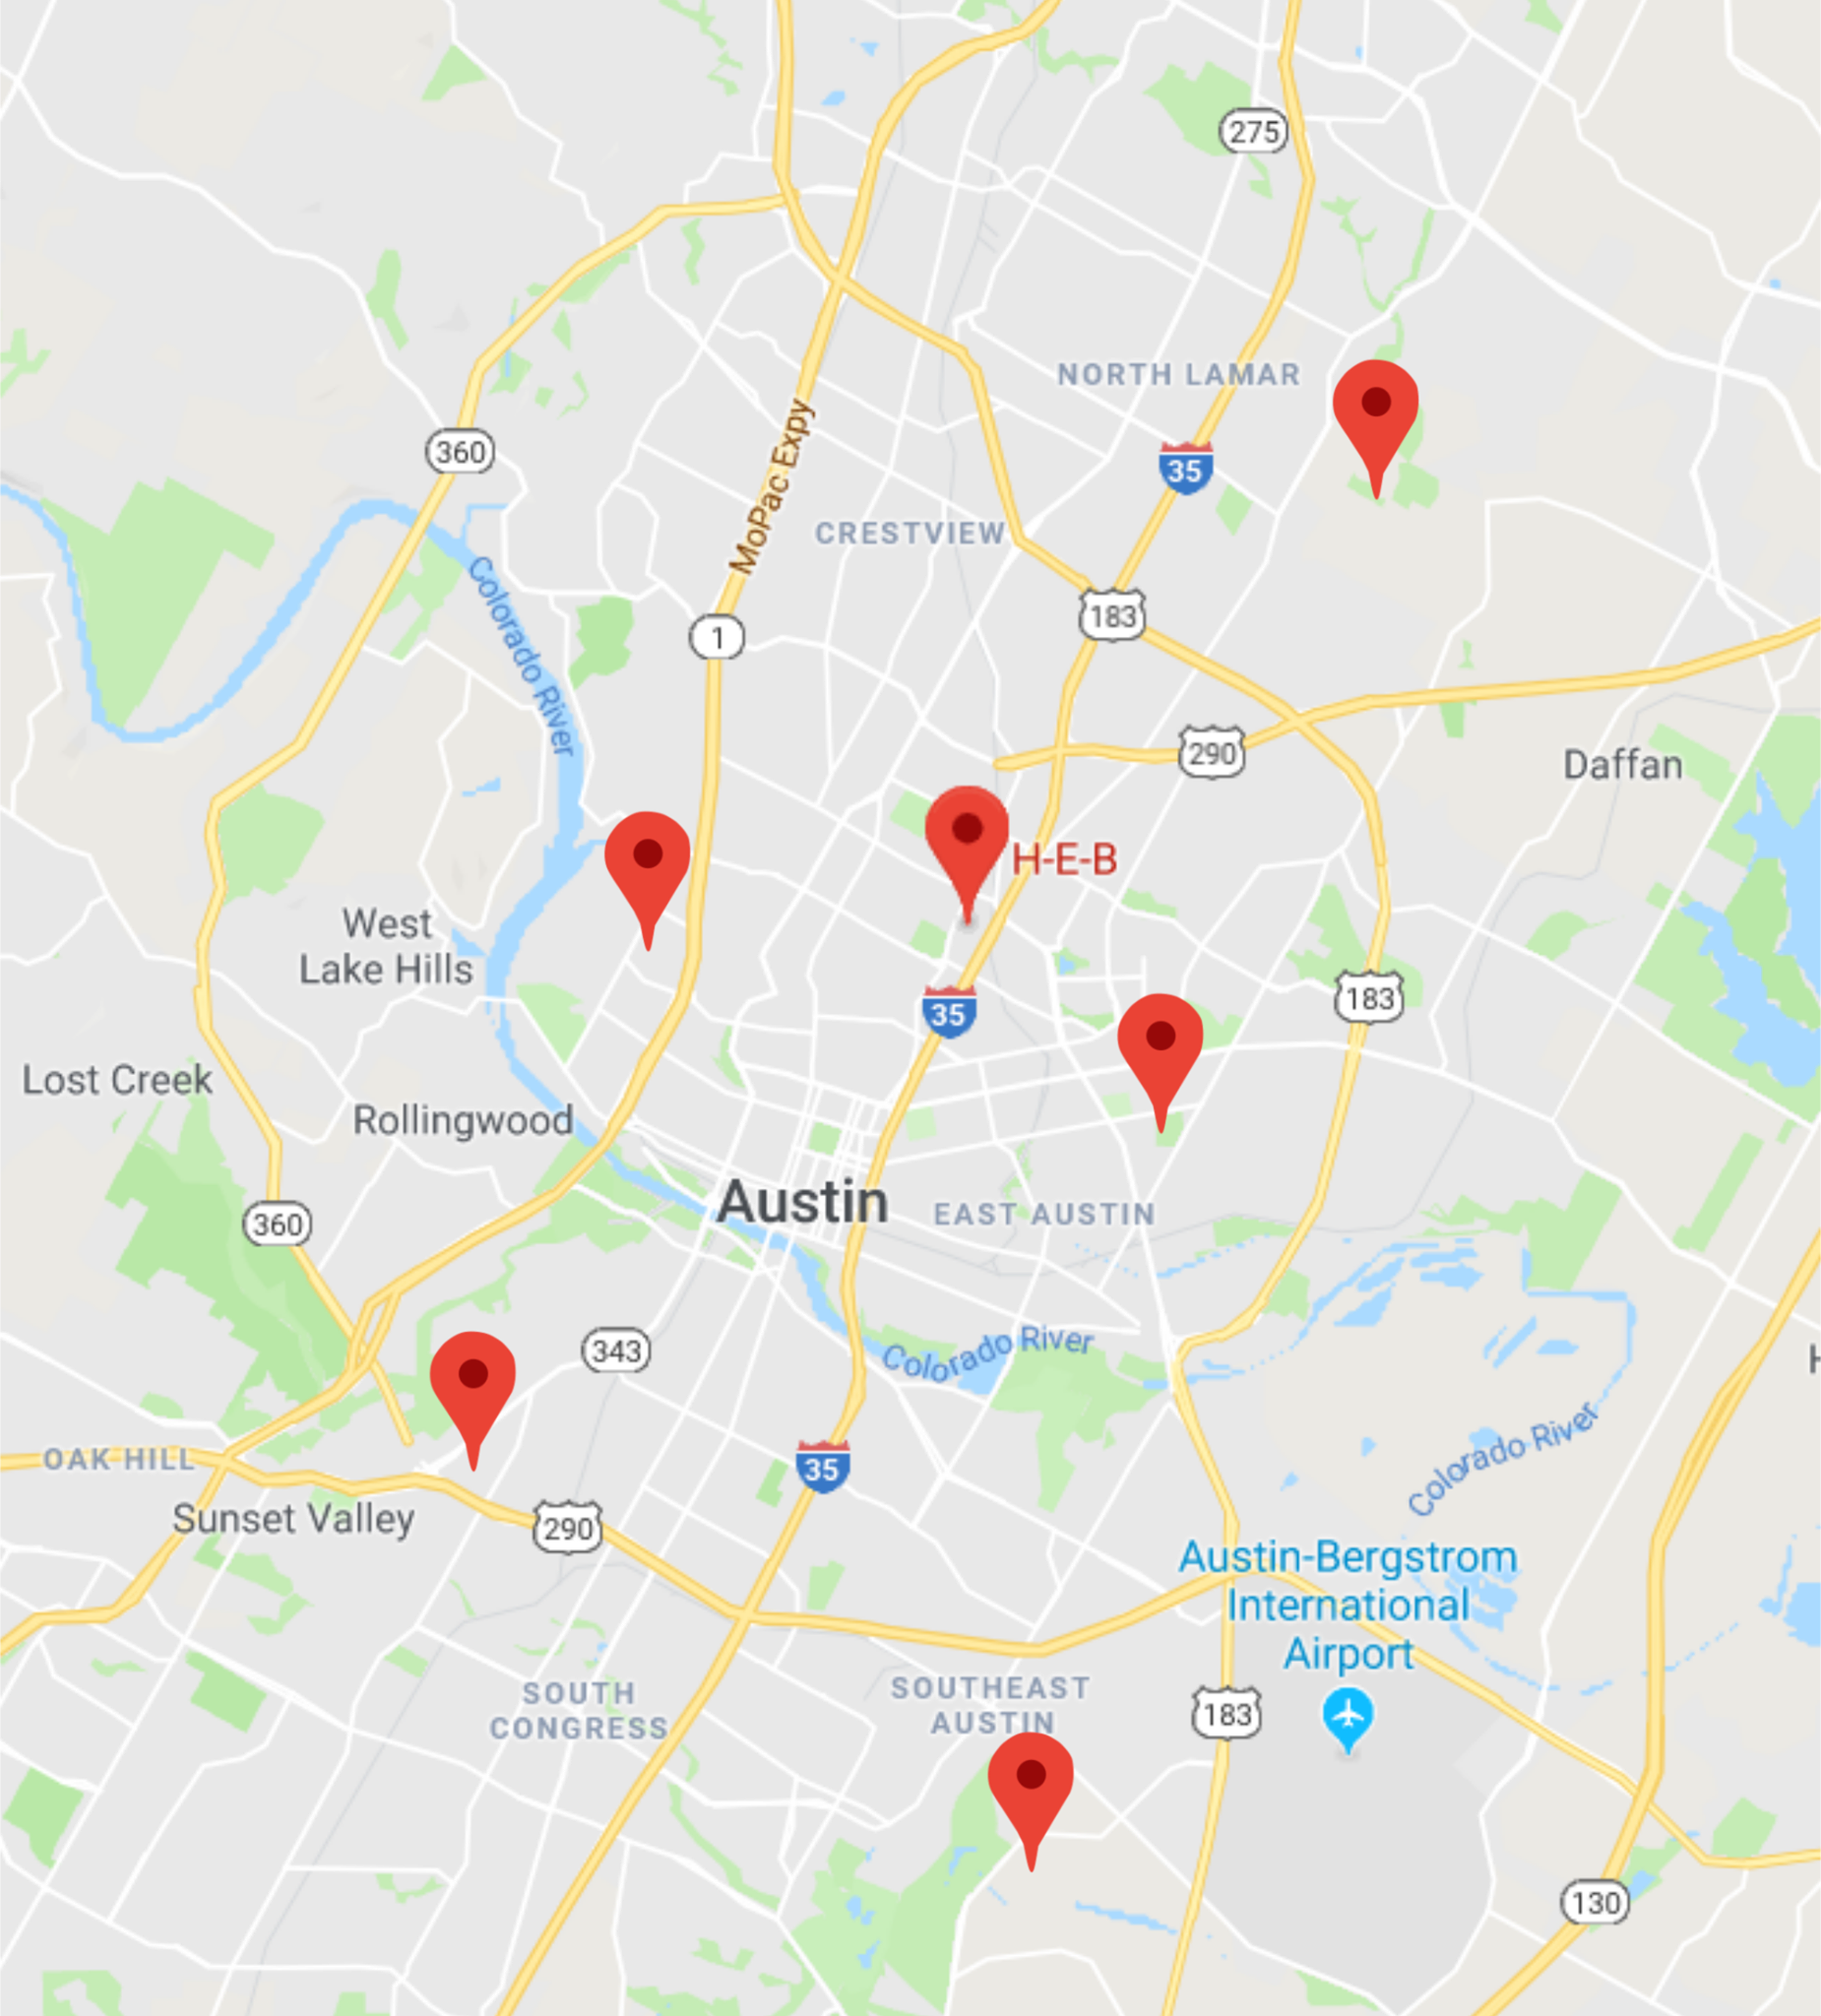 275
NORTH LAMAR
360
35
MoPac Expy
CRESTVIEW
Colorado River
183
1
290
Daffan
H-E-B
West
Lake Hills
183
35
Lost Creek
Rollingwood
Austin
EAST AUSTIN
360
343
Colorado River
OAK HILL
35
Colorado River
Sunset Valley
290
Austin-Bergstrom
International
Airport
SOUTH
CONGRESS
SOUTHEAST
AUSTIN
183
130